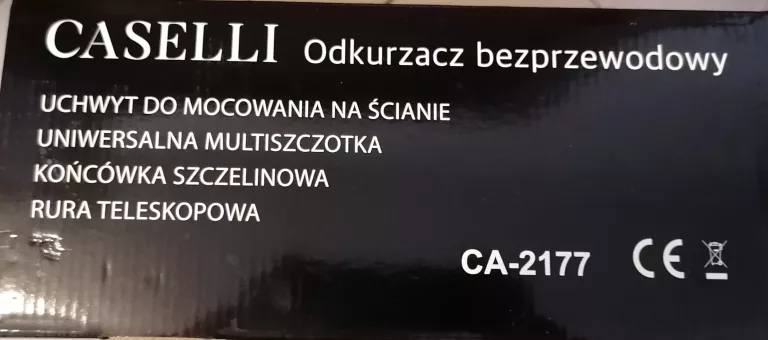 CASELLI Odkurzacz bezprzewodowy
UCHWYT DO MOCOWANIA NA ŚCIANIE
UNIWERSALNA MULTISZCZOTKA
KOŃCÓWKA SZCZELINOWA
RURA TELESKOPOWA
CA-2177 CE